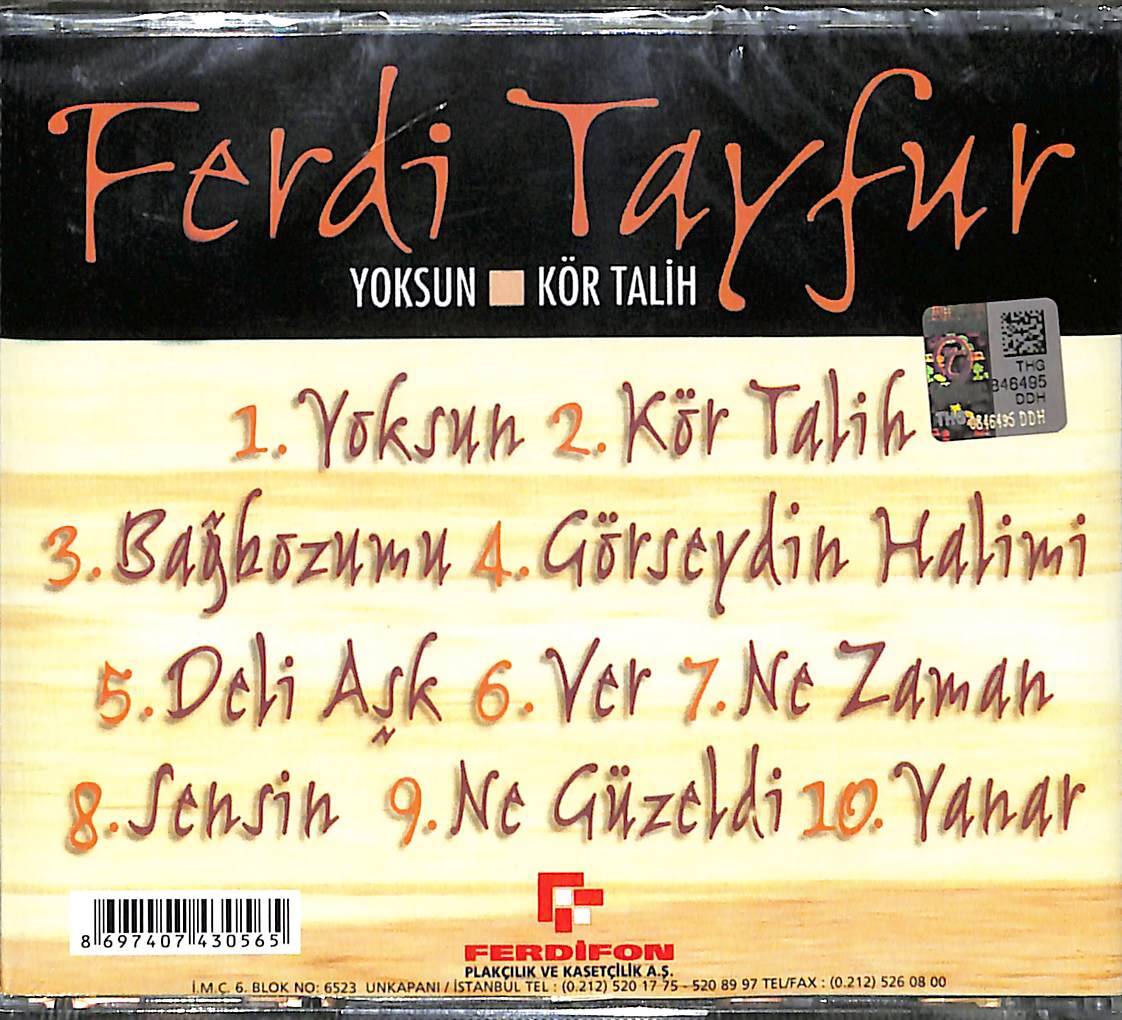 Ferdi Tayfur
YOKSUN ■ KÖR TALİH
THG
846495
DDH
THG 0846495 DDH
1. Yoksun 2. Kör Talih
3. Bağbozumu 4. Görseydin Halimi
5. Deli Aşk 6. Ver 7. Ne Zaman
8. Sensin 9. Ne Güzeldi 10. Yanar
8 697407 430565
FERDİFON
PLAKÇILIK VE KASETÇİLİK A.Ş.
İ.M.Ç. 6. BLOK NO: 6523 UNKAPANI / İSTANBUL TEL : (0.212) 520 17 75 - 520 89 97 TEL/FAX : (0.212) 526 08 00